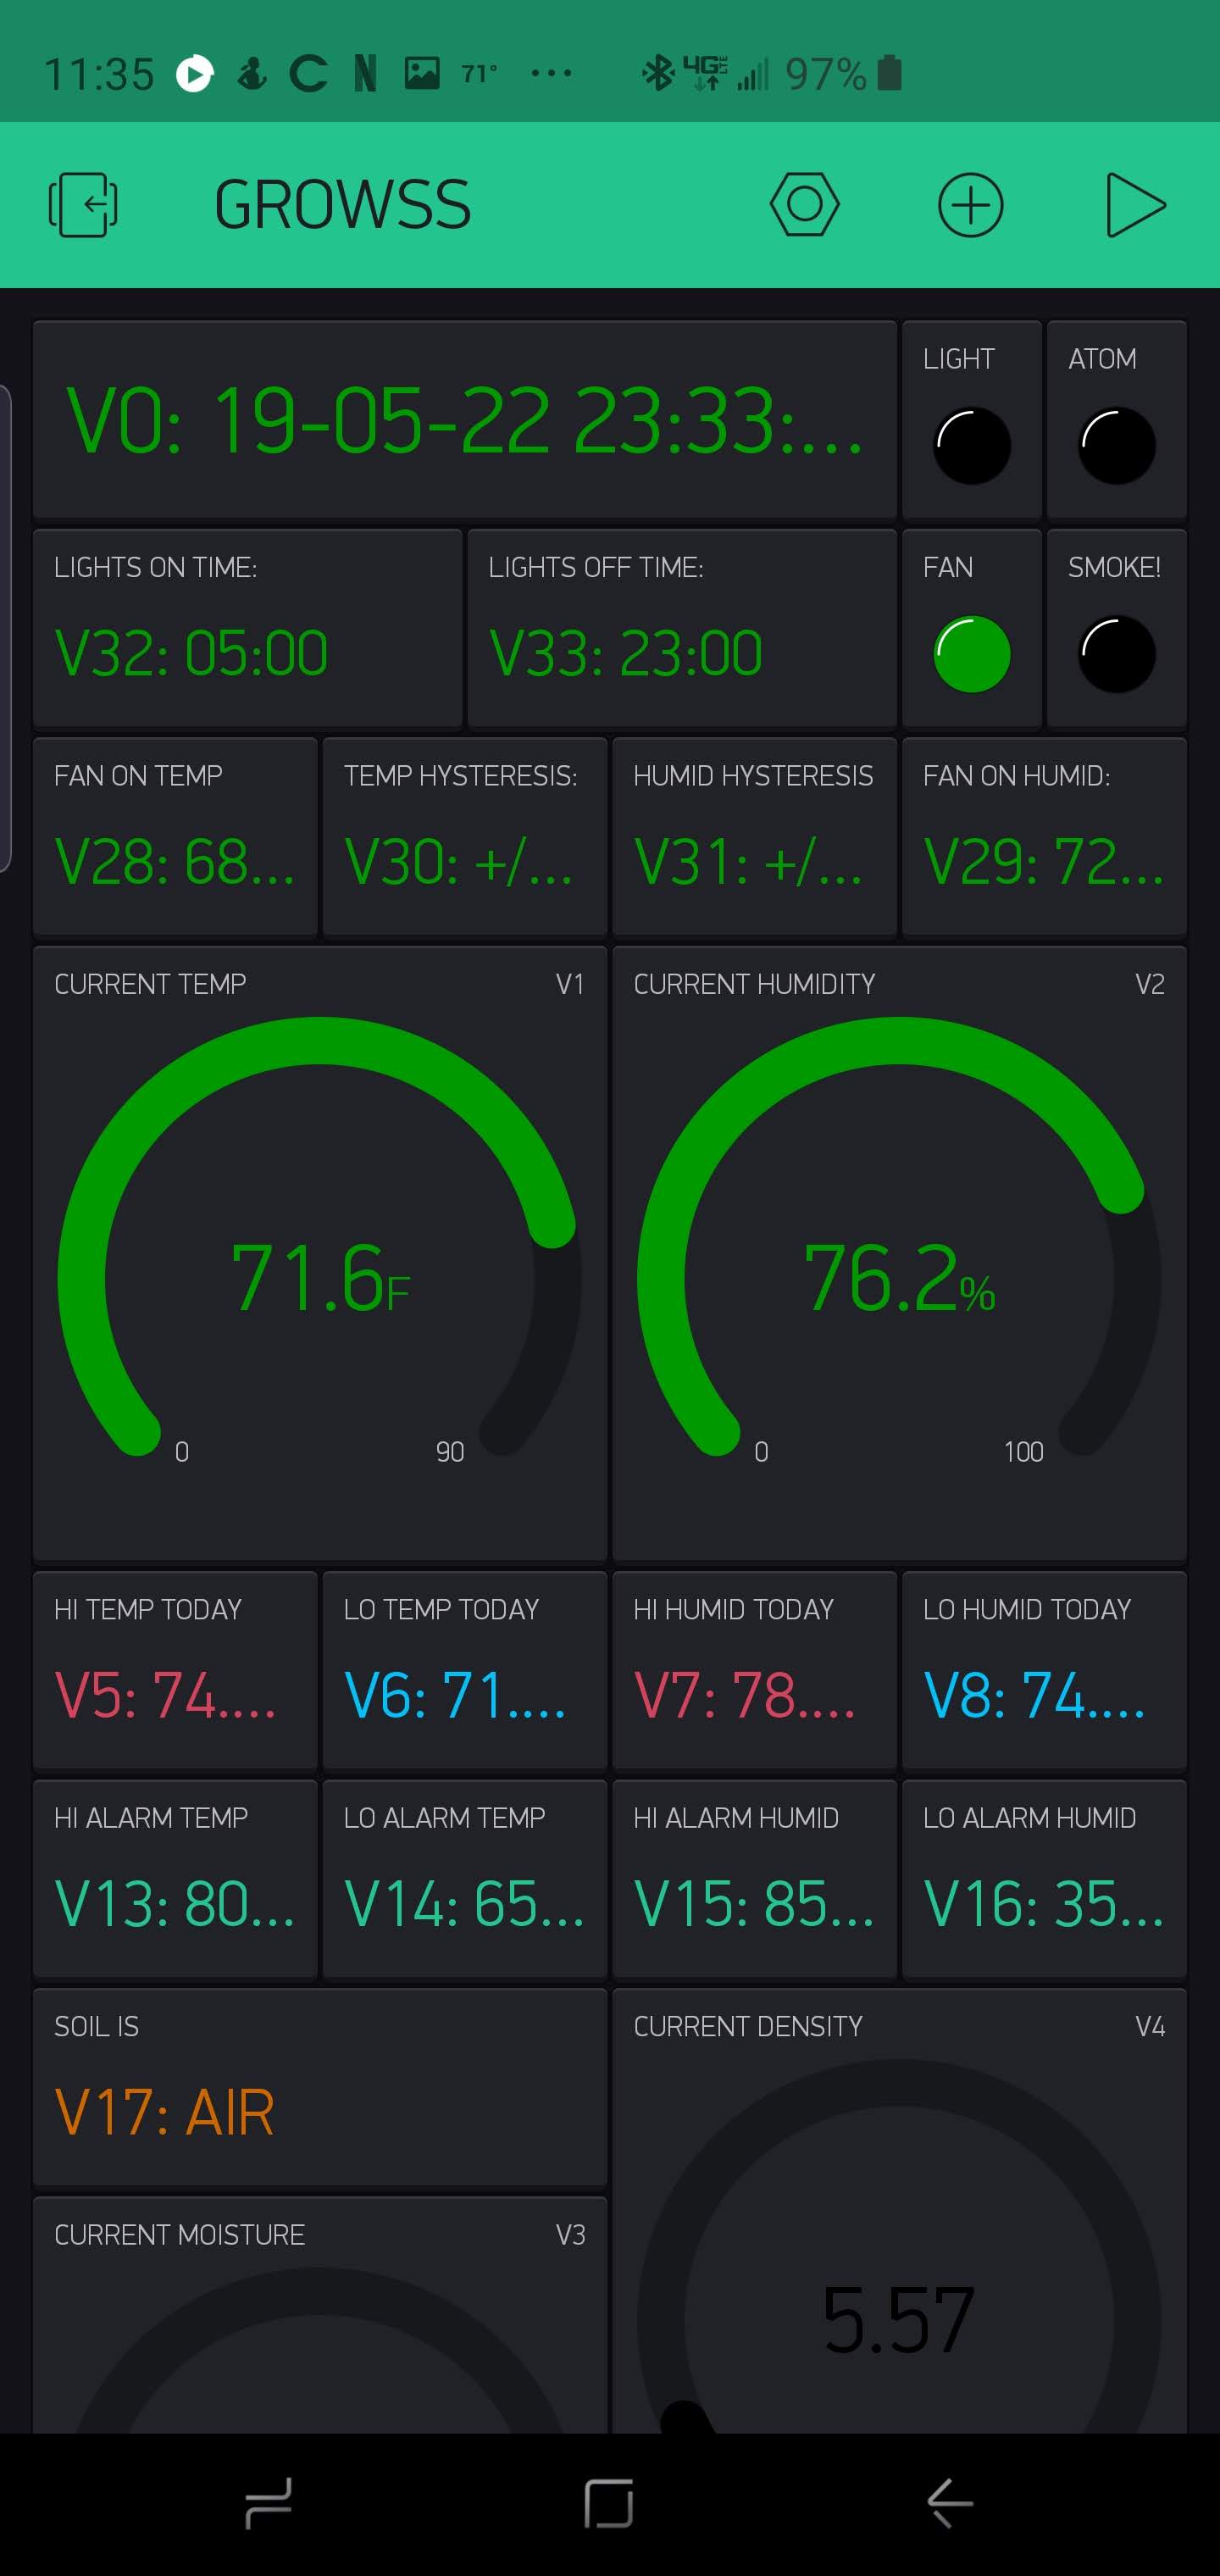 11:35 71° ... 4G LTE 97%
GROWSS
V0: 19-05-22 23:33:...
LIGHT ATOM
LIGHTS ON TIME: LIGHTS OFF TIME: FAN SMOKE!
V32: 05:00 V33: 23:00
FAN ON TEMP TEMP HYSTERESIS: HUMID HYSTERESIS FAN ON HUMID:
V28: 68... V30: +/... V31: +/... V29: 72...
CURRENT TEMP V1 CURRENT HUMIDITY V2
71.6F 76.2%
0 90 0 100
HI TEMP TODAY LO TEMP TODAY HI HUMID TODAY LO HUMID TODAY
V5: 74.... V6: 71.... V7: 78.... V8: 74....
HI ALARM TEMP LO ALARM TEMP HI ALARM HUMID LO ALARM HUMID
V13: 80... V14: 65... V15: 85... V16: 35...
SOIL IS CURRENT DENSITY V4
V17: AIR
CURRENT MOISTURE V3
5.57